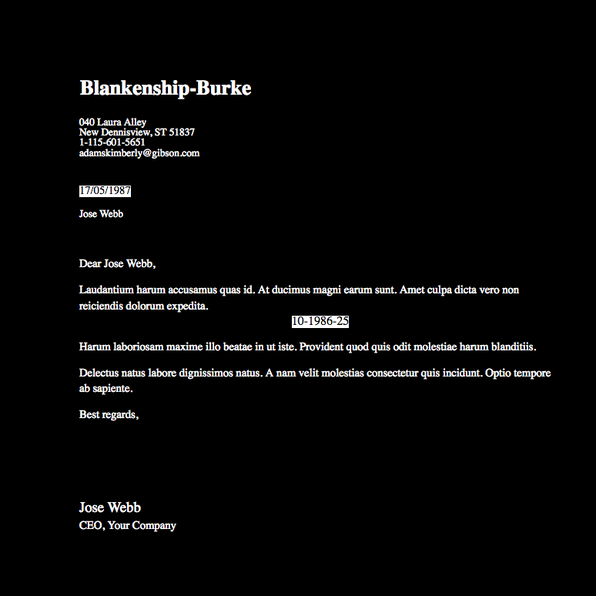 Blankenship-Burke
040 Laura Alley
New Dennisview, ST 51837
1-115-601-5651
adamskimberly@gibson.com
17/05/1987
Jose Webb
Dear Jose Webb,
Laudantium harum accusamus quas id. At ducimus magni earum sunt. Amet culpa dicta vero non
reiciendis dolorum expedita.
10-1986-25
Harum laboriosam maxime illo beatae in ut iste. Provident quod quis odit molestiae harum blanditiis.
Delectus natus labore dignissimos natus. A nam velit molestias consectetur quis incidunt. Optio tempore
ab sapiente.
Best regards,
Jose Webb
CEO, Your Company